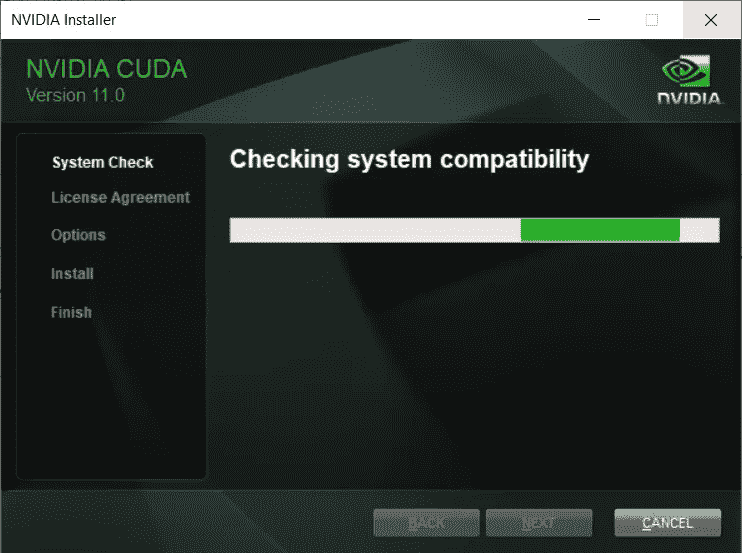 NVIDIA Installer
NVIDIA CUDA
Version 11.0
NVIDIA
System Check
License Agreement
Options
Install
Finish
Checking system compatibility
BACK
NEXT
CANCEL